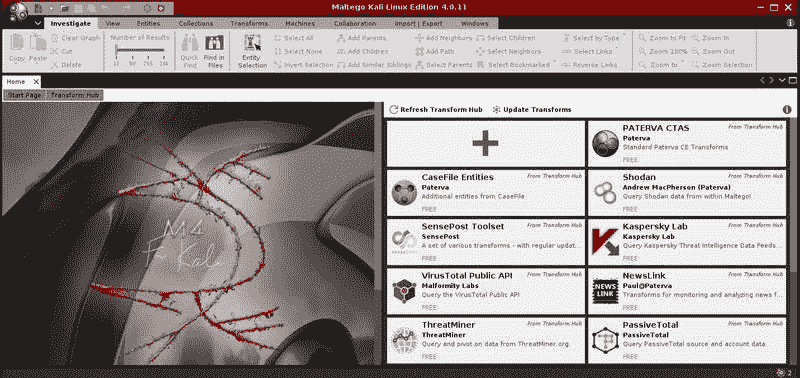 Maltego Kali Linux Edition 4.0.11
Investigate View Entities Collections Transforms Machines Collaboration Import | Export Windows
Copy Paste Clear Graph Cut Delete
Number of Results
12 50 255 10k
Quick Find Find in Files
Entity Selection
Select All Select None Invert Selection
Add Parents Add Children Add Similar Siblings
Add Neighbors Add Path Select Parents
Select Children Select Neighbors Select Bookmarked
Select by Type Select Links Reverse Links
Zoom to Fit Zoom 100% Zoom to
Zoom In Zoom Out Zoom Selection
Home
Start Page Transform Hub
Refresh Transform Hub Update Transforms
PATERVA CTAS From Transform Hub
Paterva
Standard Paterva CE Transforms
FREE
CaseFile Entities From Transform Hub
Paterva
Additional entities from CaseFile
FREE
Shodan From Transform Hub
Andrew MacPherson (Paterva)
Query Shodan data from within Maltego!
FREE
SensePost Toolset From Transform Hub
SensePost
A set of various transforms - with regular updat...
FREE
Kaspersky Lab From Transform Hub
Kaspersky Lab
Query Kaspersky Threat Intelligence Data Feeds...
FREE
VirusTotal Public API From Transform Hub
Malformity Labs
Query the VirusTotal Public API
FREE
NEWS LINK
NewsLink From Transform Hub
Paul@Paterva
Transforms for monitoring and analyzing news f...
FREE
ThreatMiner From Transform Hub
ThreatMiner
Query and pivot on data from ThreatMiner.org.
FREE
PassiveTotal From Transform Hub
PassiveTotal
Query PassiveTotal source and account data.
FREE
M4
Fr Kali
2